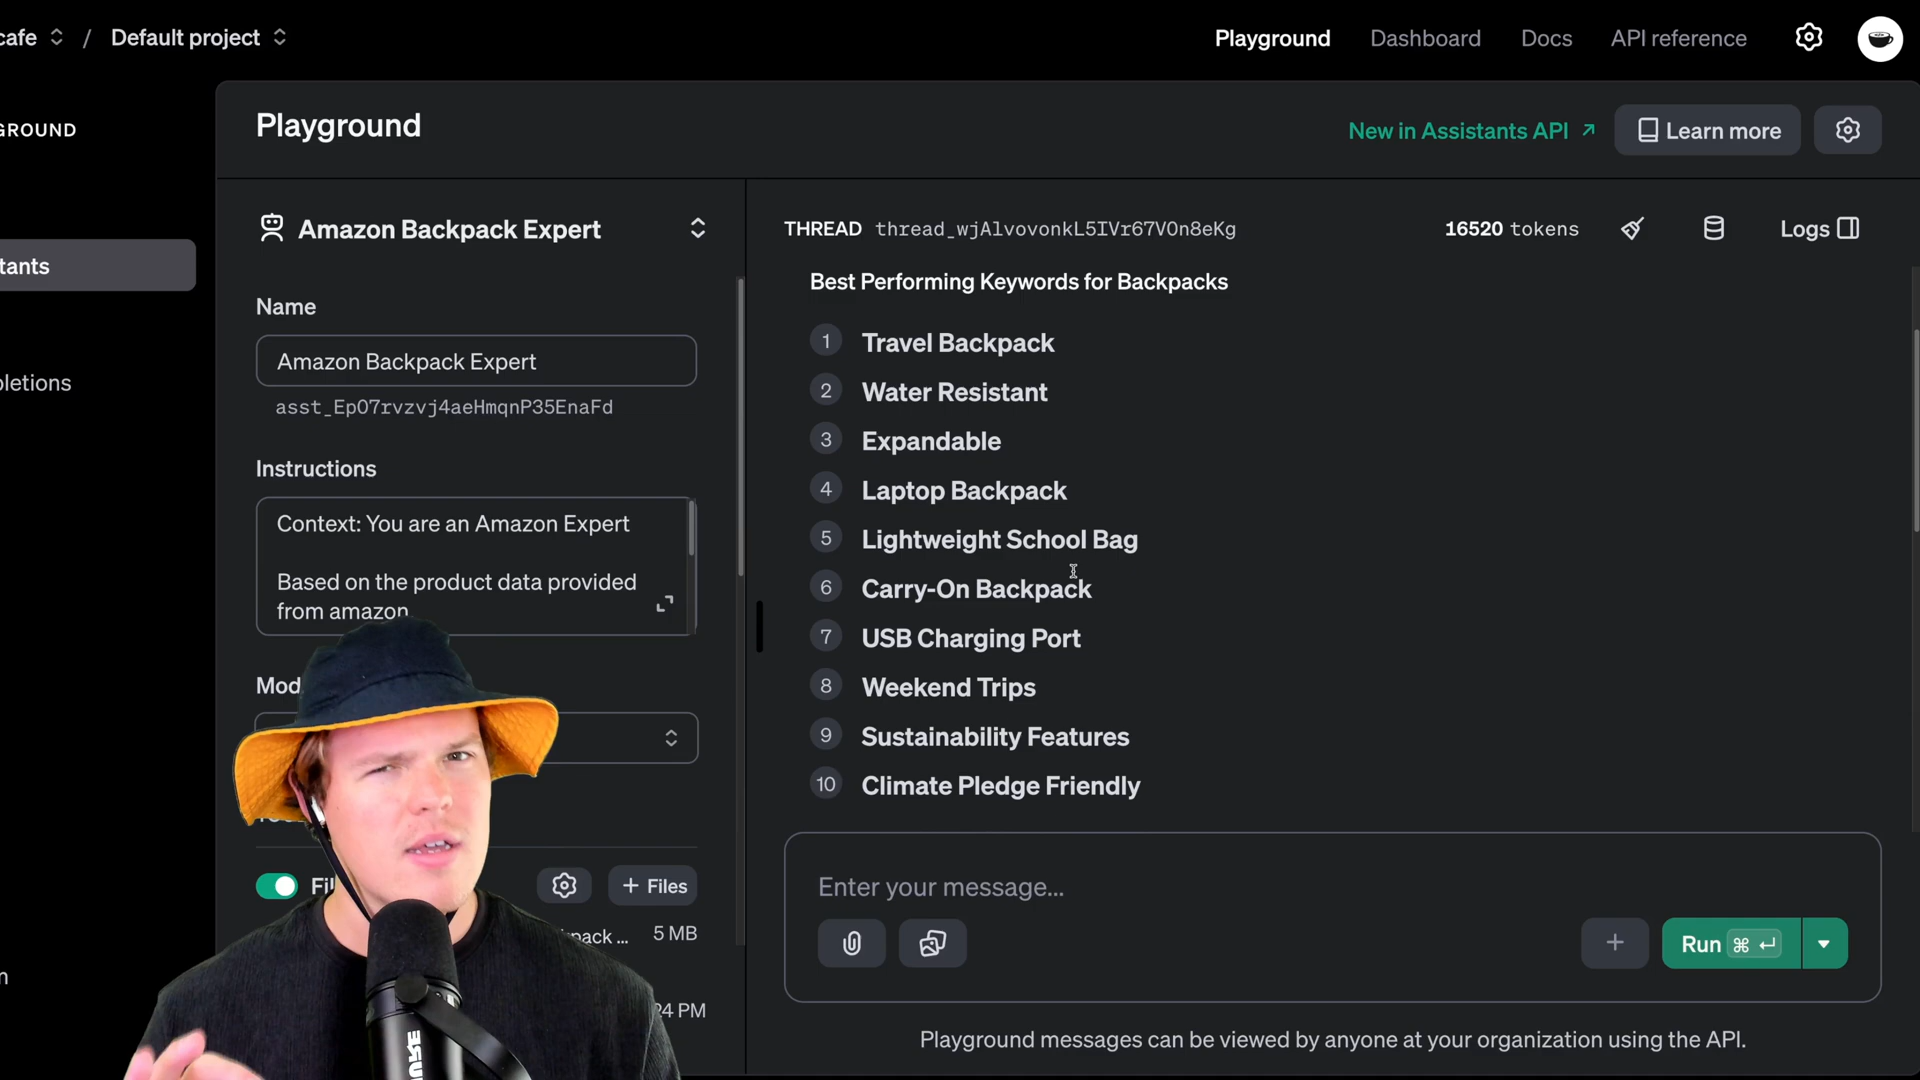 cafe / Default project
Playground Dashboard Docs API reference
GROUND
Playground
New in Assistants API ↗ Learn more
Amazon Backpack Expert
THREAD thread_wjAlvovonkL5IVr67VOn8eKg 16520 tokens Logs
tants
Name
Amazon Backpack Expert
asst_EpO7rvzvj4aeHmqnP35EnaFd
Instructions
Context: You are an Amazon Expert
Based on the product data provided
from amazon
Mod
pletions
+ Files
pack ... 5 MB
24 PM
Best Performing Keywords for Backpacks
1 Travel Backpack
2 Water Resistant
3 Expandable
4 Laptop Backpack
5 Lightweight School Bag
6 Carry-On Backpack
7 USB Charging Port
8 Weekend Trips
9 Sustainability Features
10 Climate Pledge Friendly
Enter your message...
Run ⌘ ↵
Playground messages can be viewed by anyone at your organization using the API.